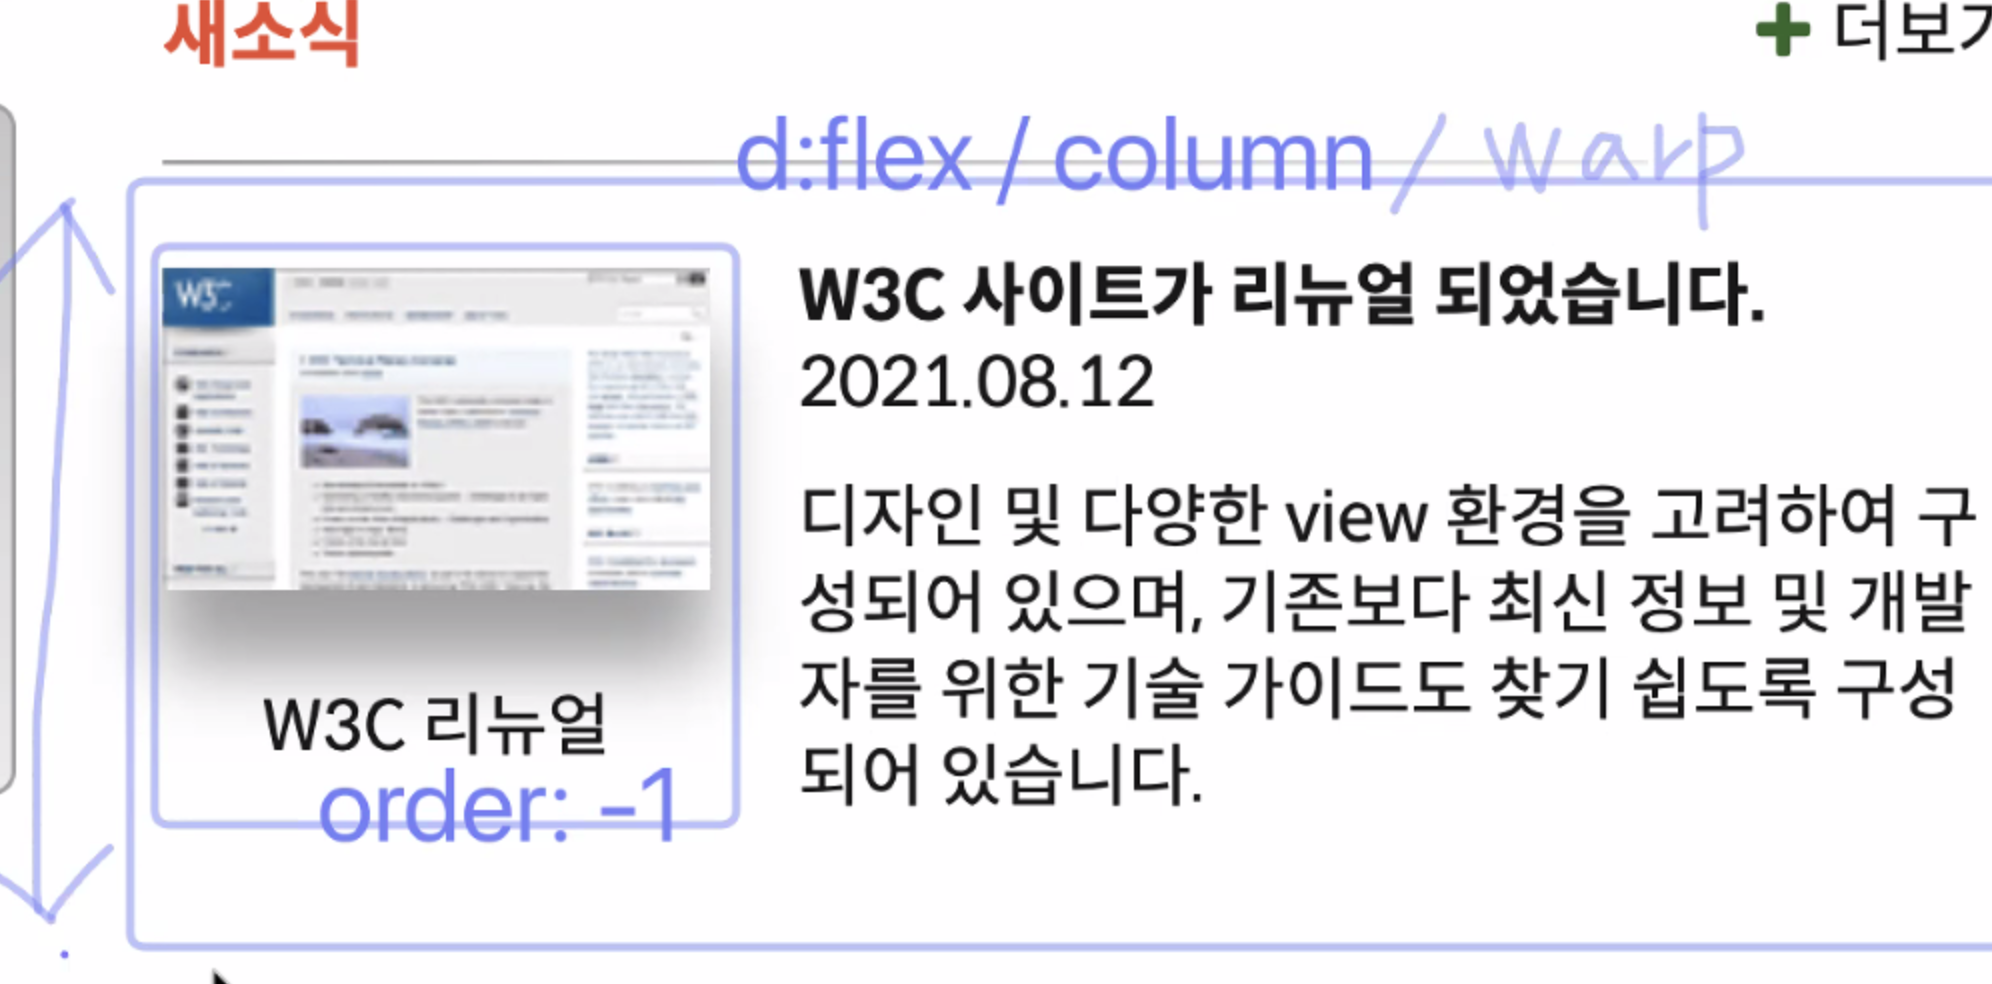 새소식
더보기
d:flex / column / warp
W3C
W3C 사이트가 리뉴얼 되었습니다.
2021.08.12
디자인 및 다양한 view 환경을 고려하여 구
성되어 있으며, 기존보다 최신 정보 및 개발
자를 위한 기술 가이드도 찾기 쉽도록 구성
되어 있습니다.
W3C 리뉴얼
order: -1